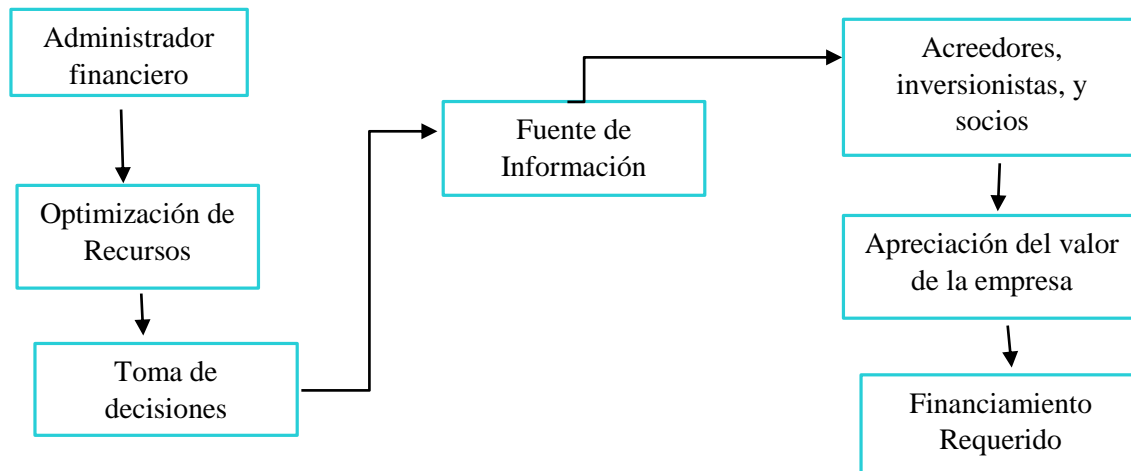 Administrador
financiero
Optimización de
Recursos
Toma de
decisiones
Fuente de
Información
Acreedores,
inversionistas, y
socios
Apreciación del valor
de la empresa
Financiamiento
Requerido